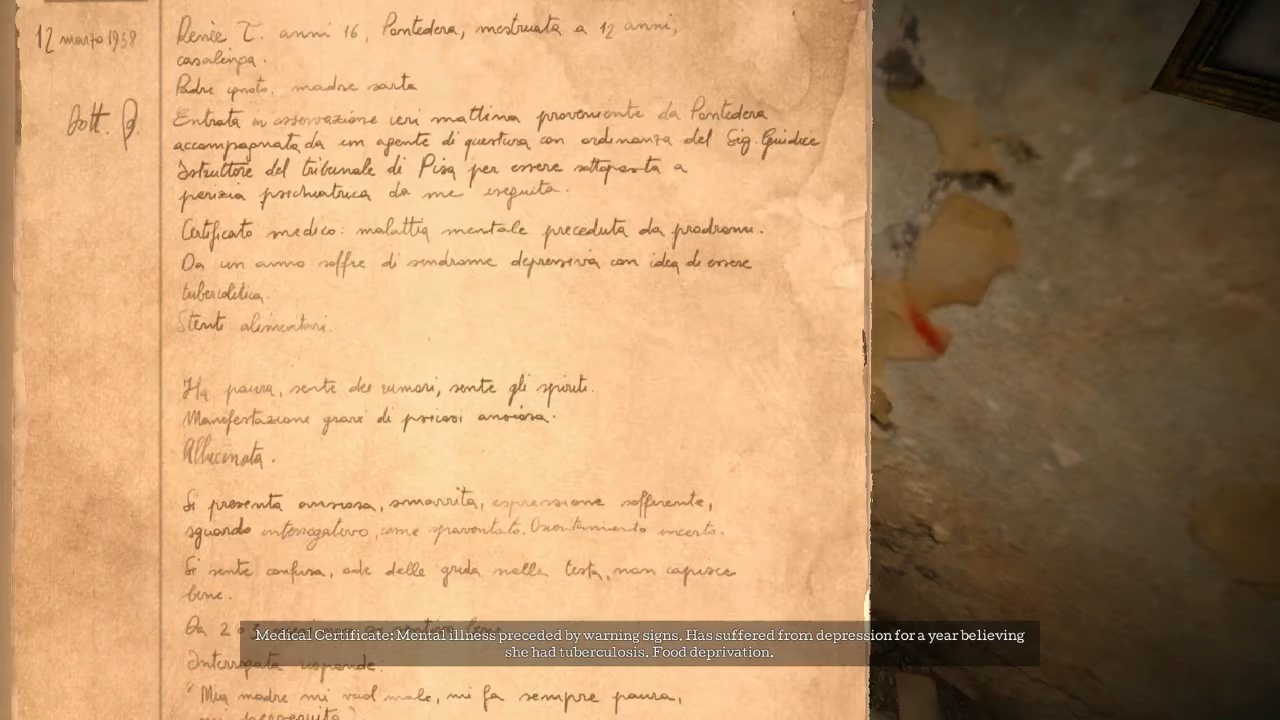 12 marzo 1938
Renée T. anni 16, Pontedera, mestruata a 12 anni,
casalinga.
Padre ignoto, madre sarta
Dott. B.
Entrata in osservazione ieri mattina proveniente da Pontedera
accompagnata da un agente di questura con ordinanza del Sig. Giudice
Istruttore del tribunale di Pisa per essere sottoposta a
perizia psichiatrica da me eseguita.
Certificato medico: malattia mentale preceduta da prodromi.
Da un anno soffre di sindrome depressiva con idea di essere
tubercolitica.
Stenti alimentari.
Ha paura, sente dei rumori, sente gli spiriti.
Manifestazione grave di psicosi ansiosa.
Allucinata.
Si presenta ansiosa, smarrita, espressione sofferente,
sguardo interrogativo, come spaventato. Orientamento incerto.
Si sente confusa, ode delle grida nella testa, non capisce
bene.
Da 2 o
Medical Certificate: Mental illness preceded by warning signs. Has suffered from depression for a year believing
she had tuberculosis. Food deprivation.
Interrogata risponde:
"Mia madre mi vuol male, mi fa sempre paura,
mi perseguita".